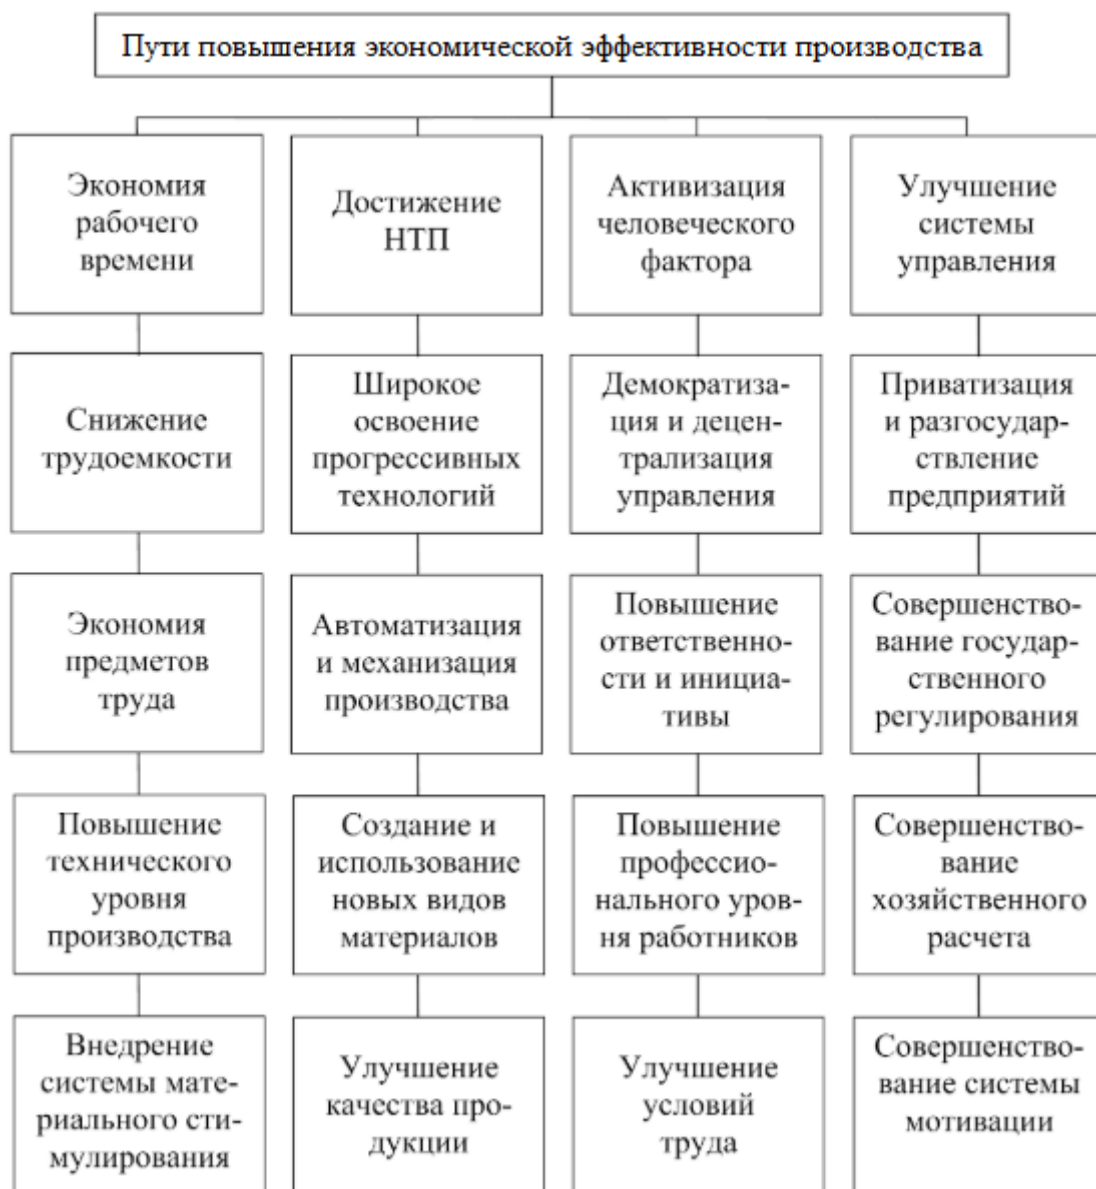 Пути повышения экономической эффективности производства
Экономия
рабочего
времени
Достижение
НТП
Активизация
человеческого
фактора
Улучшение
системы
управления
Снижение
трудоемкости
Широкое
освоение
прогрессивных
технологий
Демократиза-
ция и децен-
трализация
управления
Приватизация
и разгосудар-
ствление
предприятий
Экономия
предметов
труда
Автоматизация
и механизация
производства
Повышение
ответственно-
сти и инициа-
тивы
Совершенство-
вание государ-
ственного
регулирования
Повышение
технического
уровня
производства
Создание и
использование
новых видов
материалов
Повышение
профессио-
нального уров-
ня работников
Совершенство-
вание
хозяйственного
расчета
Внедрение
системы мате-
риального сти-
мулирования
Улучшение
качества про-
дукции
Улучшение
условий
труда
Совершенство-
вание системы
мотивации